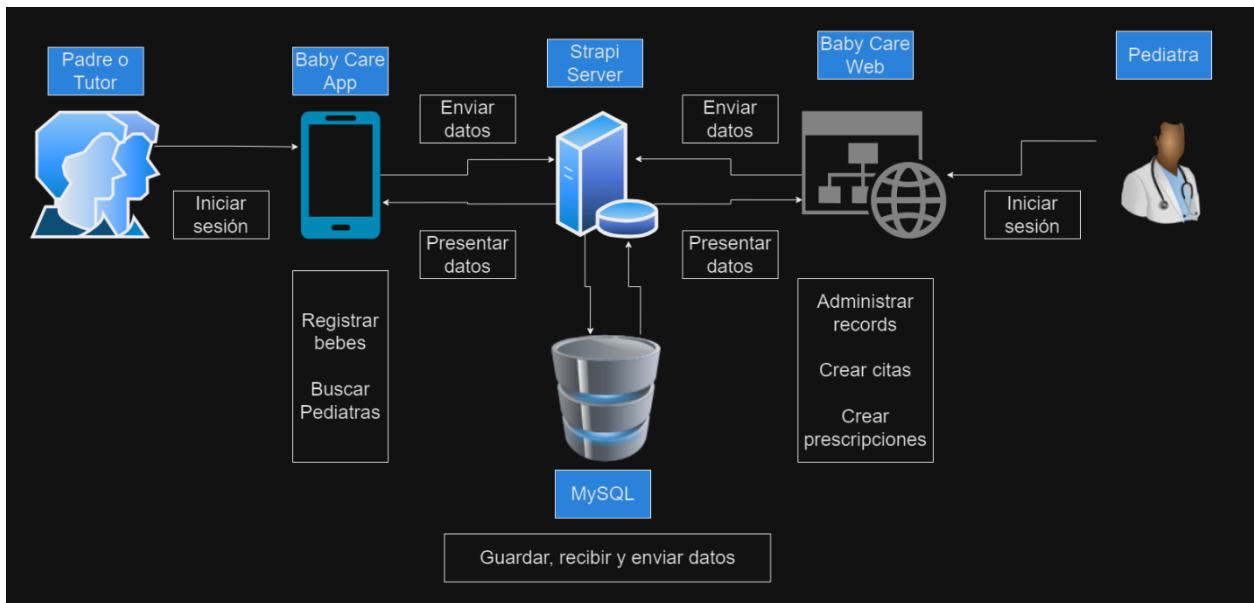 Padre o
Tutor
Baby Care
App
Strapi
Server
Baby Care
Web
Pediatra
Enviar
datos
Enviar
datos
Iniciar
sesión
Presentar
datos
Presentar
datos
Iniciar
sesión
Registrar
bebes
Buscar
Pediatras
Administrar
records
Crear citas
Crear
prescripciones
MySQL
Guardar, recibir y enviar datos